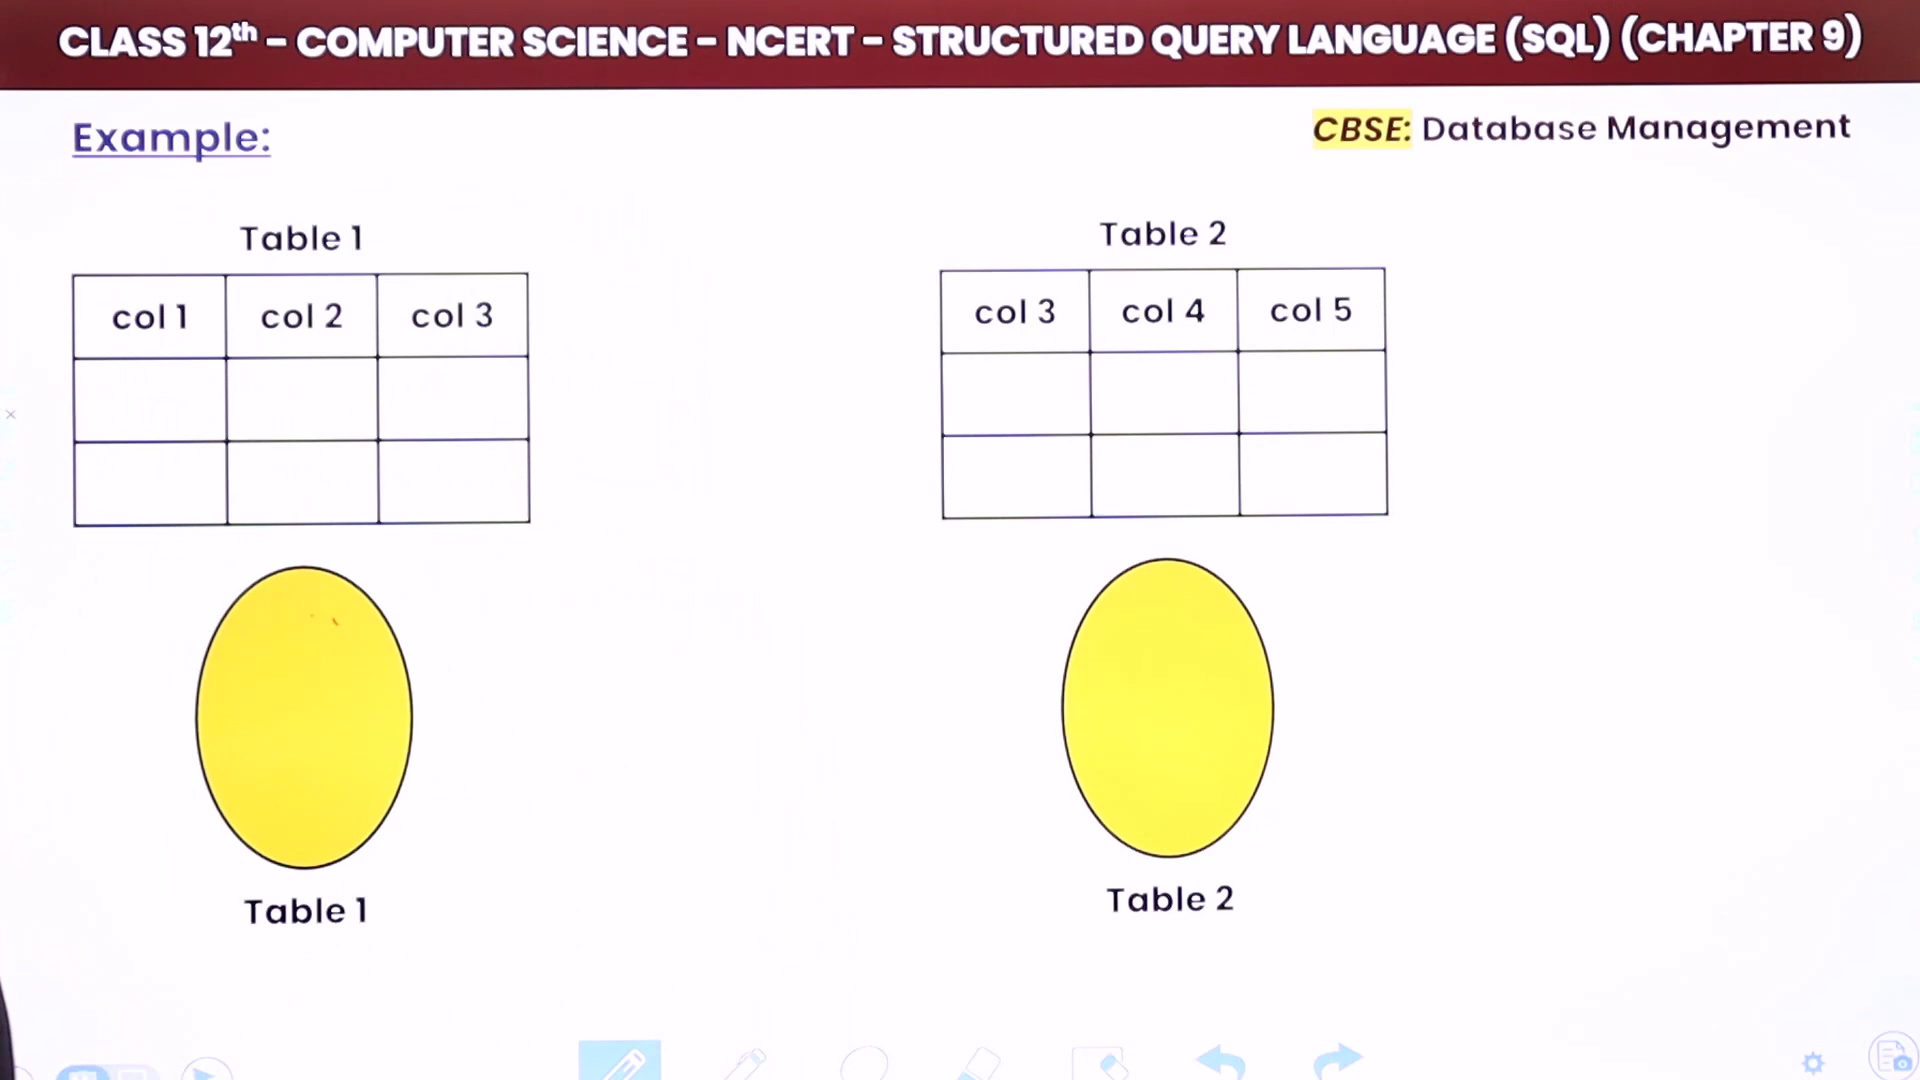 CLASS 12th - COMPUTER SCIENCE - NCERT - STRUCTURED QUERY LANGUAGE (SQL) (CHAPTER 9)
Example:
CBSE: Database Management
Table 1
col 1 col 2 col 3
Table 2
col 3 col 4 col 5
Table 1
Table 2